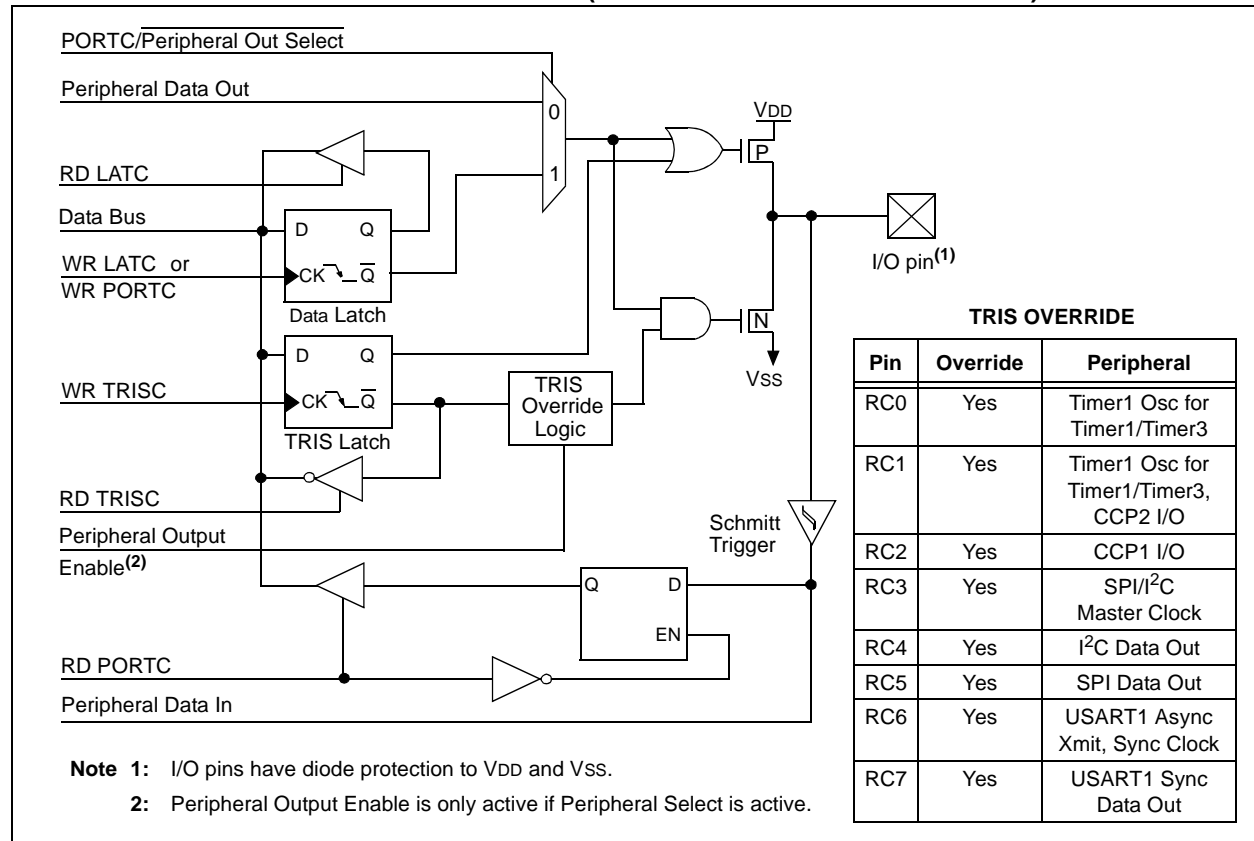 PORTC/Peripheral Out Select
Peripheral Data Out
0
1
VDD
P
RD LATC
Data Bus
D Q
WR LATC or
WR PORTC
CK Q
Data Latch
I/O pin(1)
N
Vss
D Q
WR TRISC
CK Q
TRIS Latch
TRIS
Override
Logic
RD TRISC
Peripheral Output
Enable(2)
Schmitt
Trigger
Q D
EN
RD PORTC
Peripheral Data In
TRIS OVERRIDE
Pin Override Peripheral
RC0 Yes Timer1 Osc for
Timer1/Timer3
RC1 Yes Timer1 Osc for
Timer1/Timer3,
CCP2 I/O
RC2 Yes CCP1 I/O
RC3 Yes SPI/I2C
Master Clock
RC4 Yes I2C Data Out
RC5 Yes SPI Data Out
RC6 Yes USART1 Async
Xmit, Sync Clock
RC7 Yes USART1 Sync
Data Out
Note 1: I/O pins have diode protection to VDD and VSS.
2: Peripheral Output Enable is only active if Peripheral Select is active.